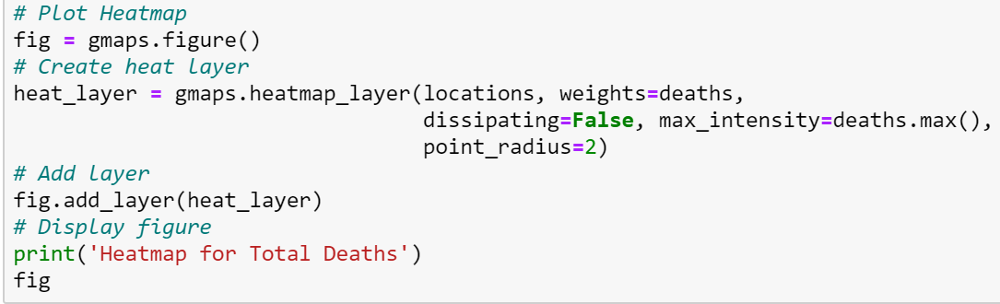 # Plot Heatmap
fig = gmaps.figure()
# Create heat layer
heat_layer = gmaps.heatmap_layer(locations, weights=deaths,
                                 dissipating=False, max_intensity=deaths.max(),
                                 point_radius=2)
# Add layer
fig.add_layer(heat_layer)
# Display figure
print('Heatmap for Total Deaths')
fig